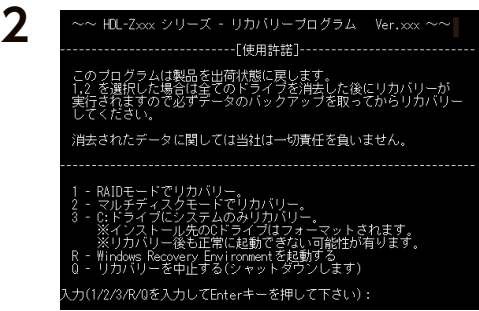 2
~~ HDL-Zxxx シリーズ - リカバリープログラム Ver.xxx ~~
--------------------------[使用許諾]--------------------------
このプログラムは製品を出荷状態に戻します。
1,2 を選択した場合は全てのドライブを消去した後にリカバリーが
実行されますので必ずデータのバックアップを取ってからリカバリー
してください。
消去されたデータに関しては当社は一切責任を負いません。
--------------------------------------------------------------
1 - RAIDモードでリカバリー。
2 - マルチディスクモードでリカバリー。
3 - C:ドライブにシステムのみリカバリー。
※インストール先のCドライブはフォーマットされます。
※リカバリー後も正常に起動できない可能性が有ります。
R - Windows Recovery Environmentを起動する
Q - リカバリーを中止する(シャットダウンします)
入力(1/2/3/R/Qを入力してEnterキーを押して下さい):